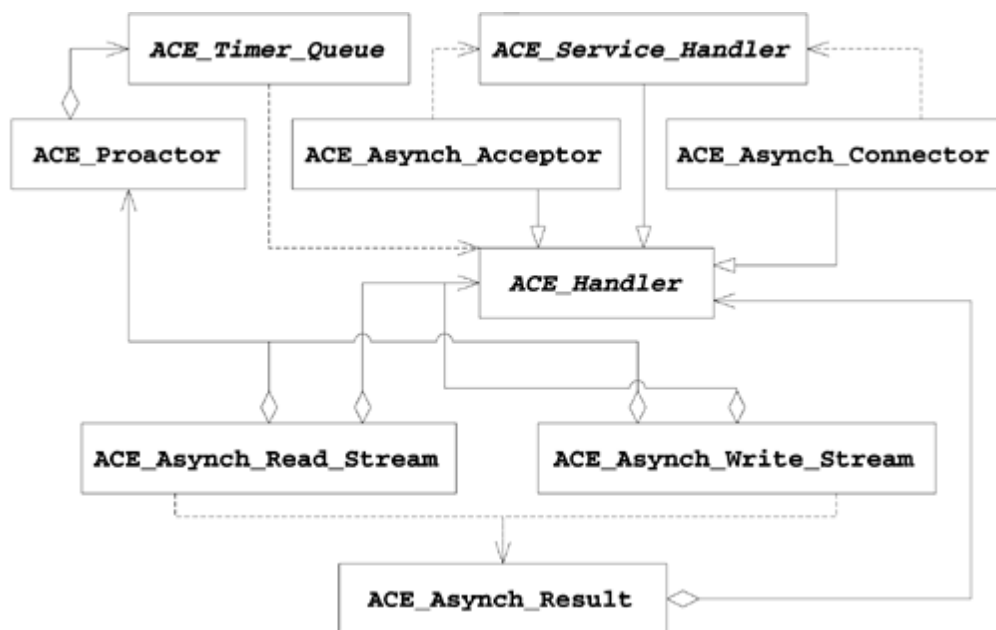 ACE_Timer_Queue
ACE_Service_Handler
ACE_Proactor
ACE_Asynch_Acceptor
ACE_Asynch_Connector
ACE_Handler
ACE_Asynch_Read_Stream
ACE_Asynch_Write_Stream
ACE_Asynch_Result